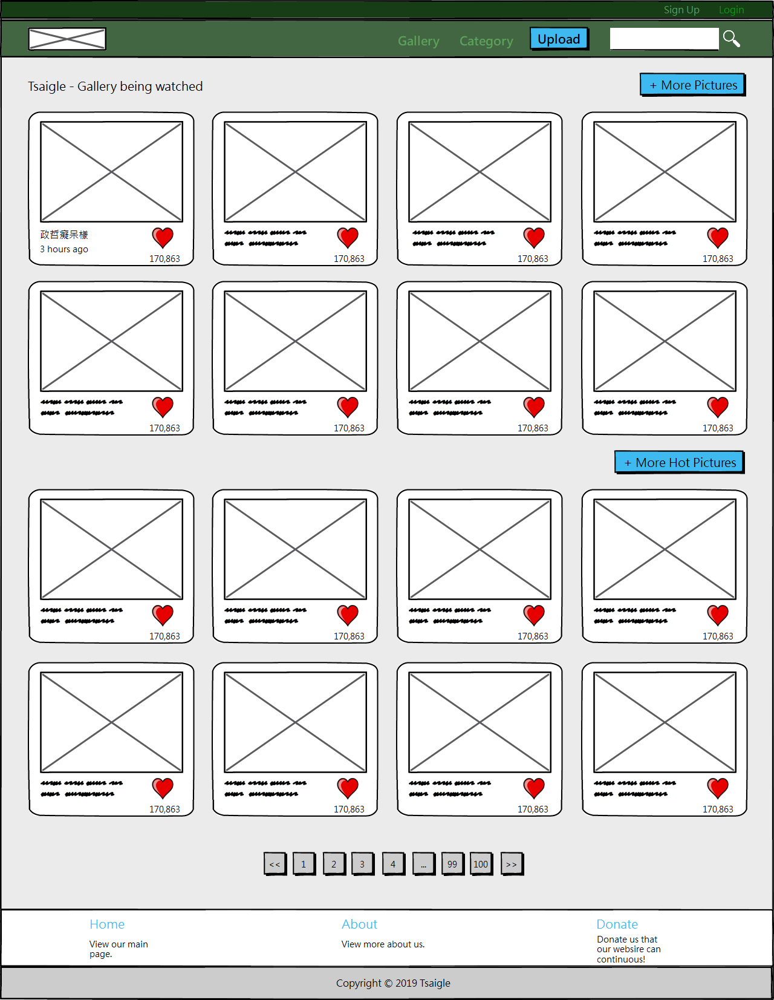 Sign Up Login
Gallery Category Upload
Tsaigle - Gallery being watched
+ More Pictures
政哲癡呆樣
3 hours ago
170,863 170,863 170,863 170,863
170,863 170,863 170,863 170,863
+ More Hot Pictures
170,863 170,863 170,863 170,863
170,863 170,863 170,863 170,863
<< 1 2 3 4 ... 99 100 >>
Home
View our main
page.
About
View more about us.
Donate
Donate us that
our websire can
continuous!
Copyright © 2019 Tsaigle